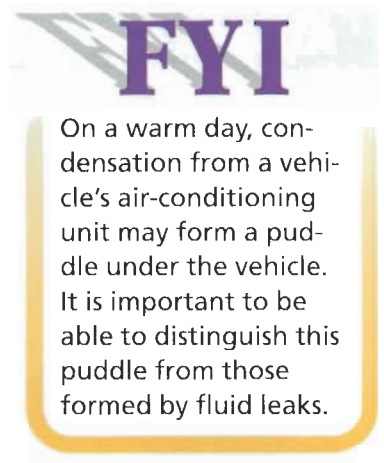 FYI
On a warm day, con-
densation from a vehi-
cle's air-conditioning
unit may form a pud-
dle under the vehicle.
It is important to be
able to distinguish this
puddle from those
formed by fluid leaks.